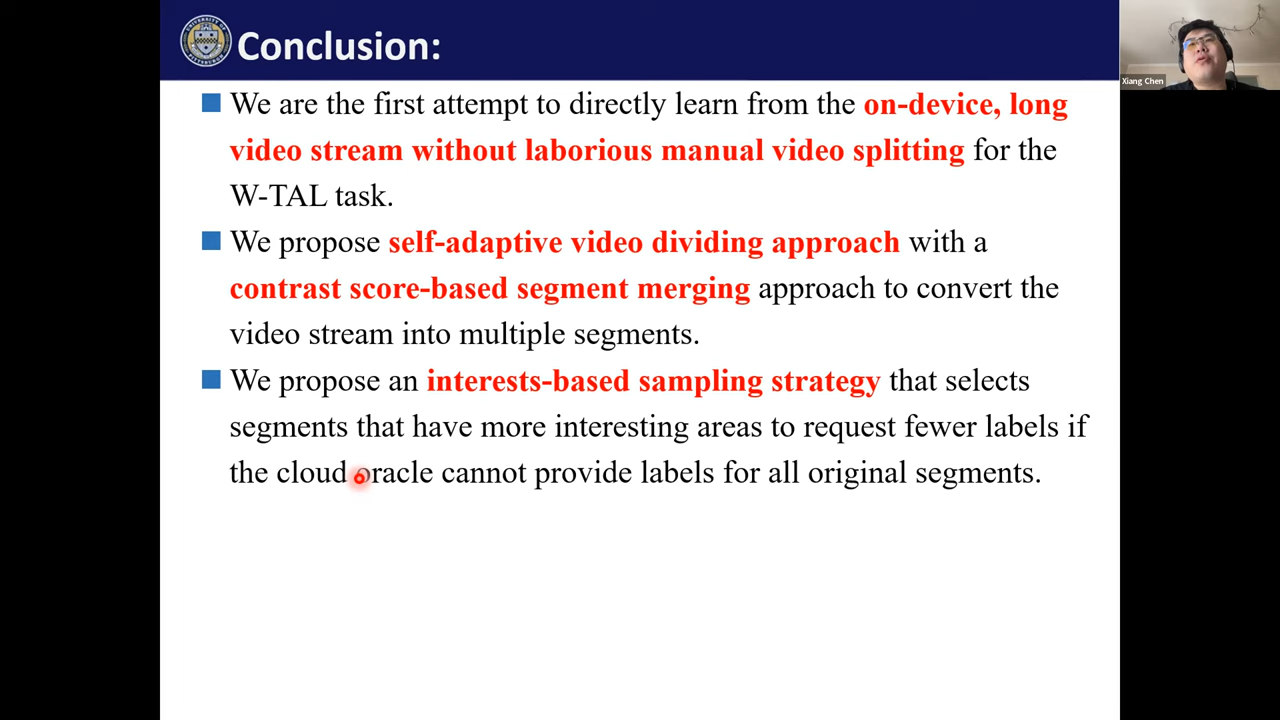 Conclusion:
We are the first attempt to directly learn from the on-device, long
video stream without laborious manual video splitting for the
W-TAL task.
We propose self-adaptive video dividing approach with a
contrast score-based segment merging approach to convert the
video stream into multiple segments.
We propose an interests-based sampling strategy that selects
segments that have more interesting areas to request fewer labels if
the cloud oracle cannot provide labels for all original segments.
Xiang Chen